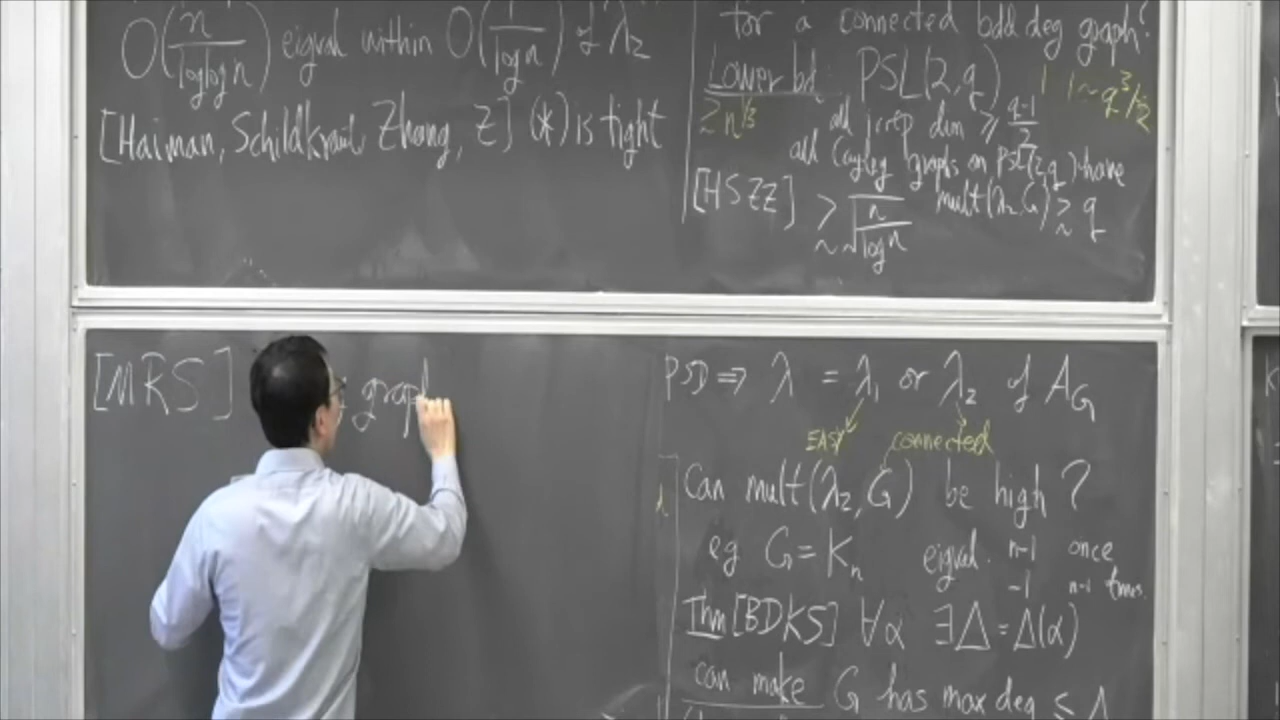 O(n/loglog n) eigval within O(1/log n) of λ₂
[Haiman, Schildkraut, Zhang, Z] (*) is tight
for a connected bdd deg graph?
Lower bd: PSL(2,q) | | ~ q³/2
≳ n^{1/3}
all irrep dim ≥ (q-1)/2
all Cayley graphs on PSL(2,q) have
mult(λ₂,G) ≳ q
[HSZZ] ≳ √(n/log n)
[MRS] graph
PSD ⇒ λ = λ₁ or λ₂ of A_G
EASY connected
Can mult(λ₂, G) be high?
eg G = Kₙ eigval. n-1 once
-1 n-1 times.
Thm [BDKS] ∀α ∃Δ = Δ(α)
can make G has max deg ≤ Δ